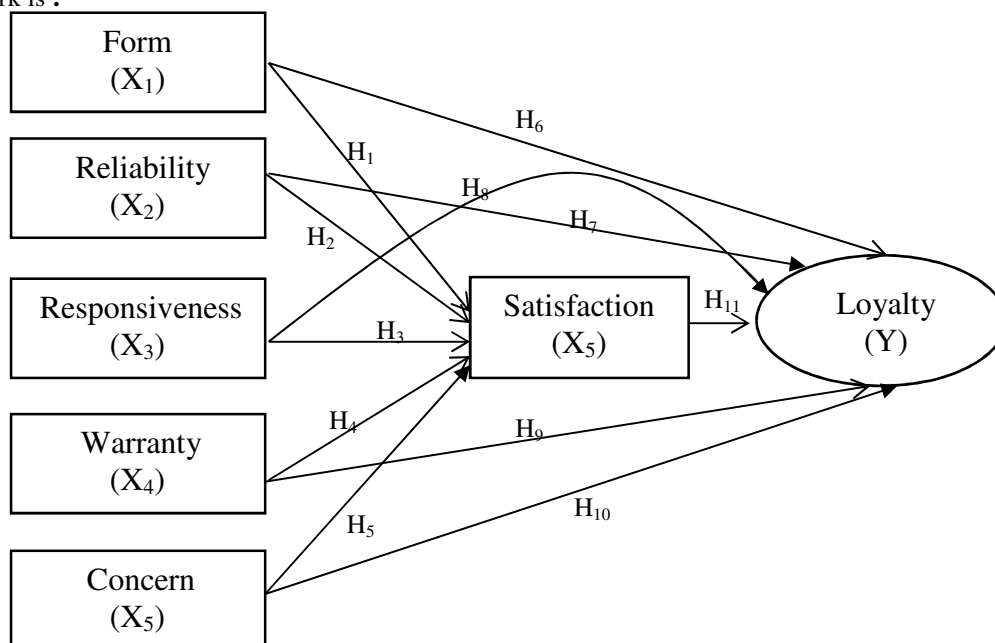 rk is :
Form
(X1)
H6
H1
Reliability
(X2)
H8
H7
H2
Responsiveness
(X3)
H3
Satisfaction
(X5)
H11
Loyalty
(Y)
Warranty
(X4)
H4
H9
H5
H10
Concern
(X5)